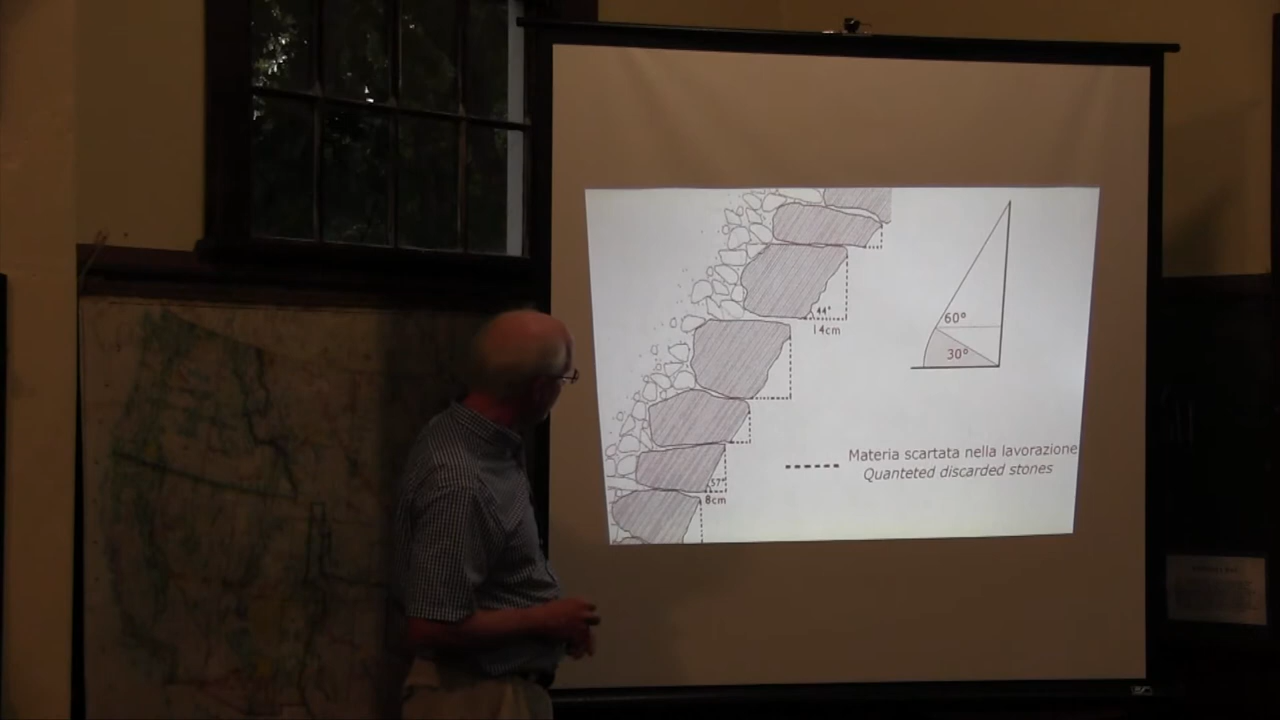 44°
14cm
60°
30°
Materia scartata nella lavorazione
Quanteted discarded stones
57°
8cm